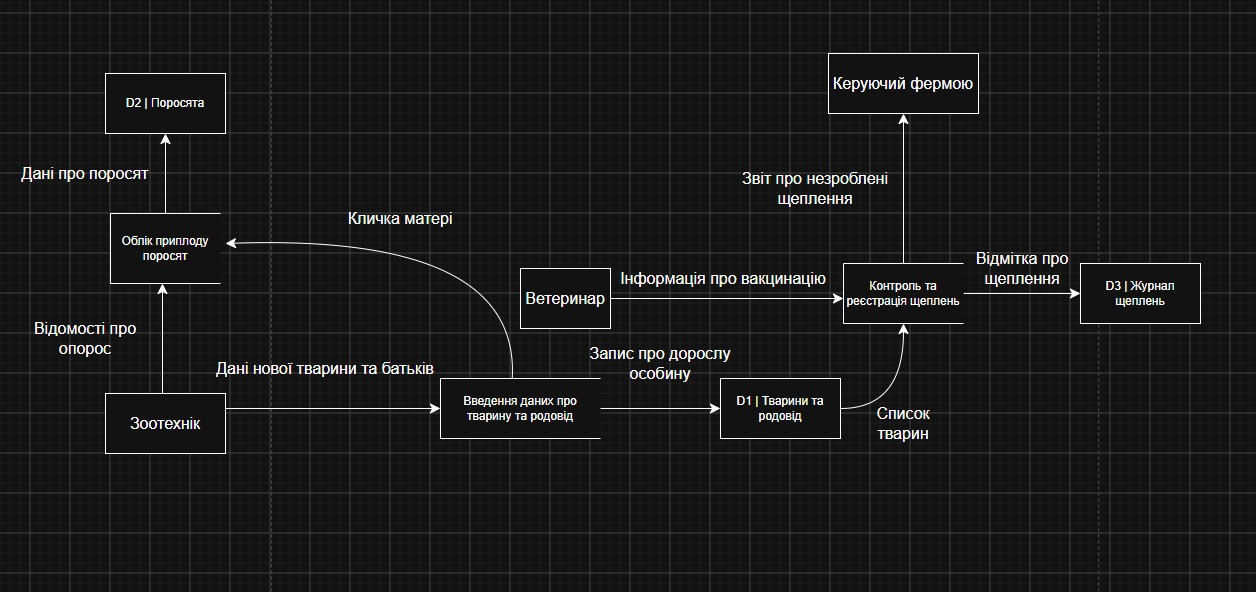 Керуючий фермою
D2 | Поросята
Дані про поросят
Звіт про незроблені
щеплення
Кличка матері
Облік приплоду
поросят
Ветеринар
Інформація про вакцинацію
Контроль та
реєстрація щеплень
Відмітка про
щеплення
D3 | Журнал
щеплень
Відомості про
опорос
Дані нової тварини та батьків
Запис про дорослу
особину
Зоотехнік
Введення даних про
тварину та родовід
D1 | Тварини та
родовід
Список
тварин